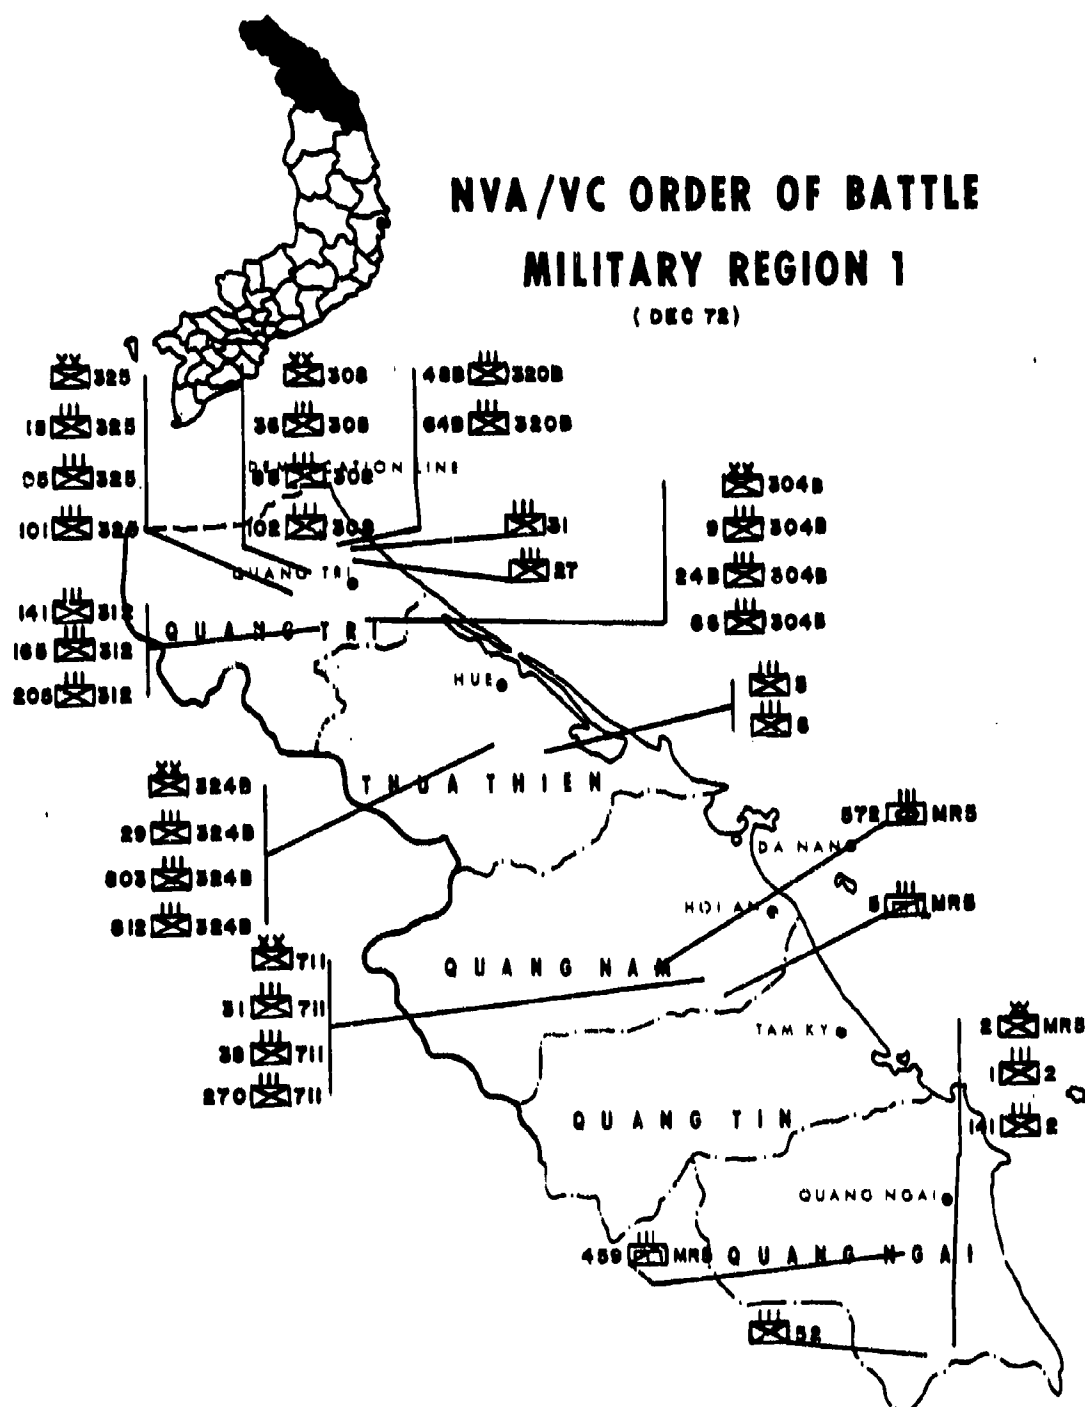 NVA/VC ORDER OF BATTLE
MILITARY REGION 1
(DEC 72)
325
308
48B 320B
325
36 308
64B 320B
DEMARCATION LINE
95 325
88 308
304B
101 325
102 308
31
9 304B
QUANG TRI
27
24B 304B
141 312
QUANG TRI
66 304B
165 312
HUE
5
205 312
6
324B
THUA THIEN
572 MR5
29 324B
DA NANG
803 324B
5 MR5
812 324B
HOI AN
711
QUANG NAM
31 711
TAM KY
2 MR5
38 711
1 2
270 711
QUANG TIN
141 2
QUANG NGAI
459 MR5
QUANG NGAI
52